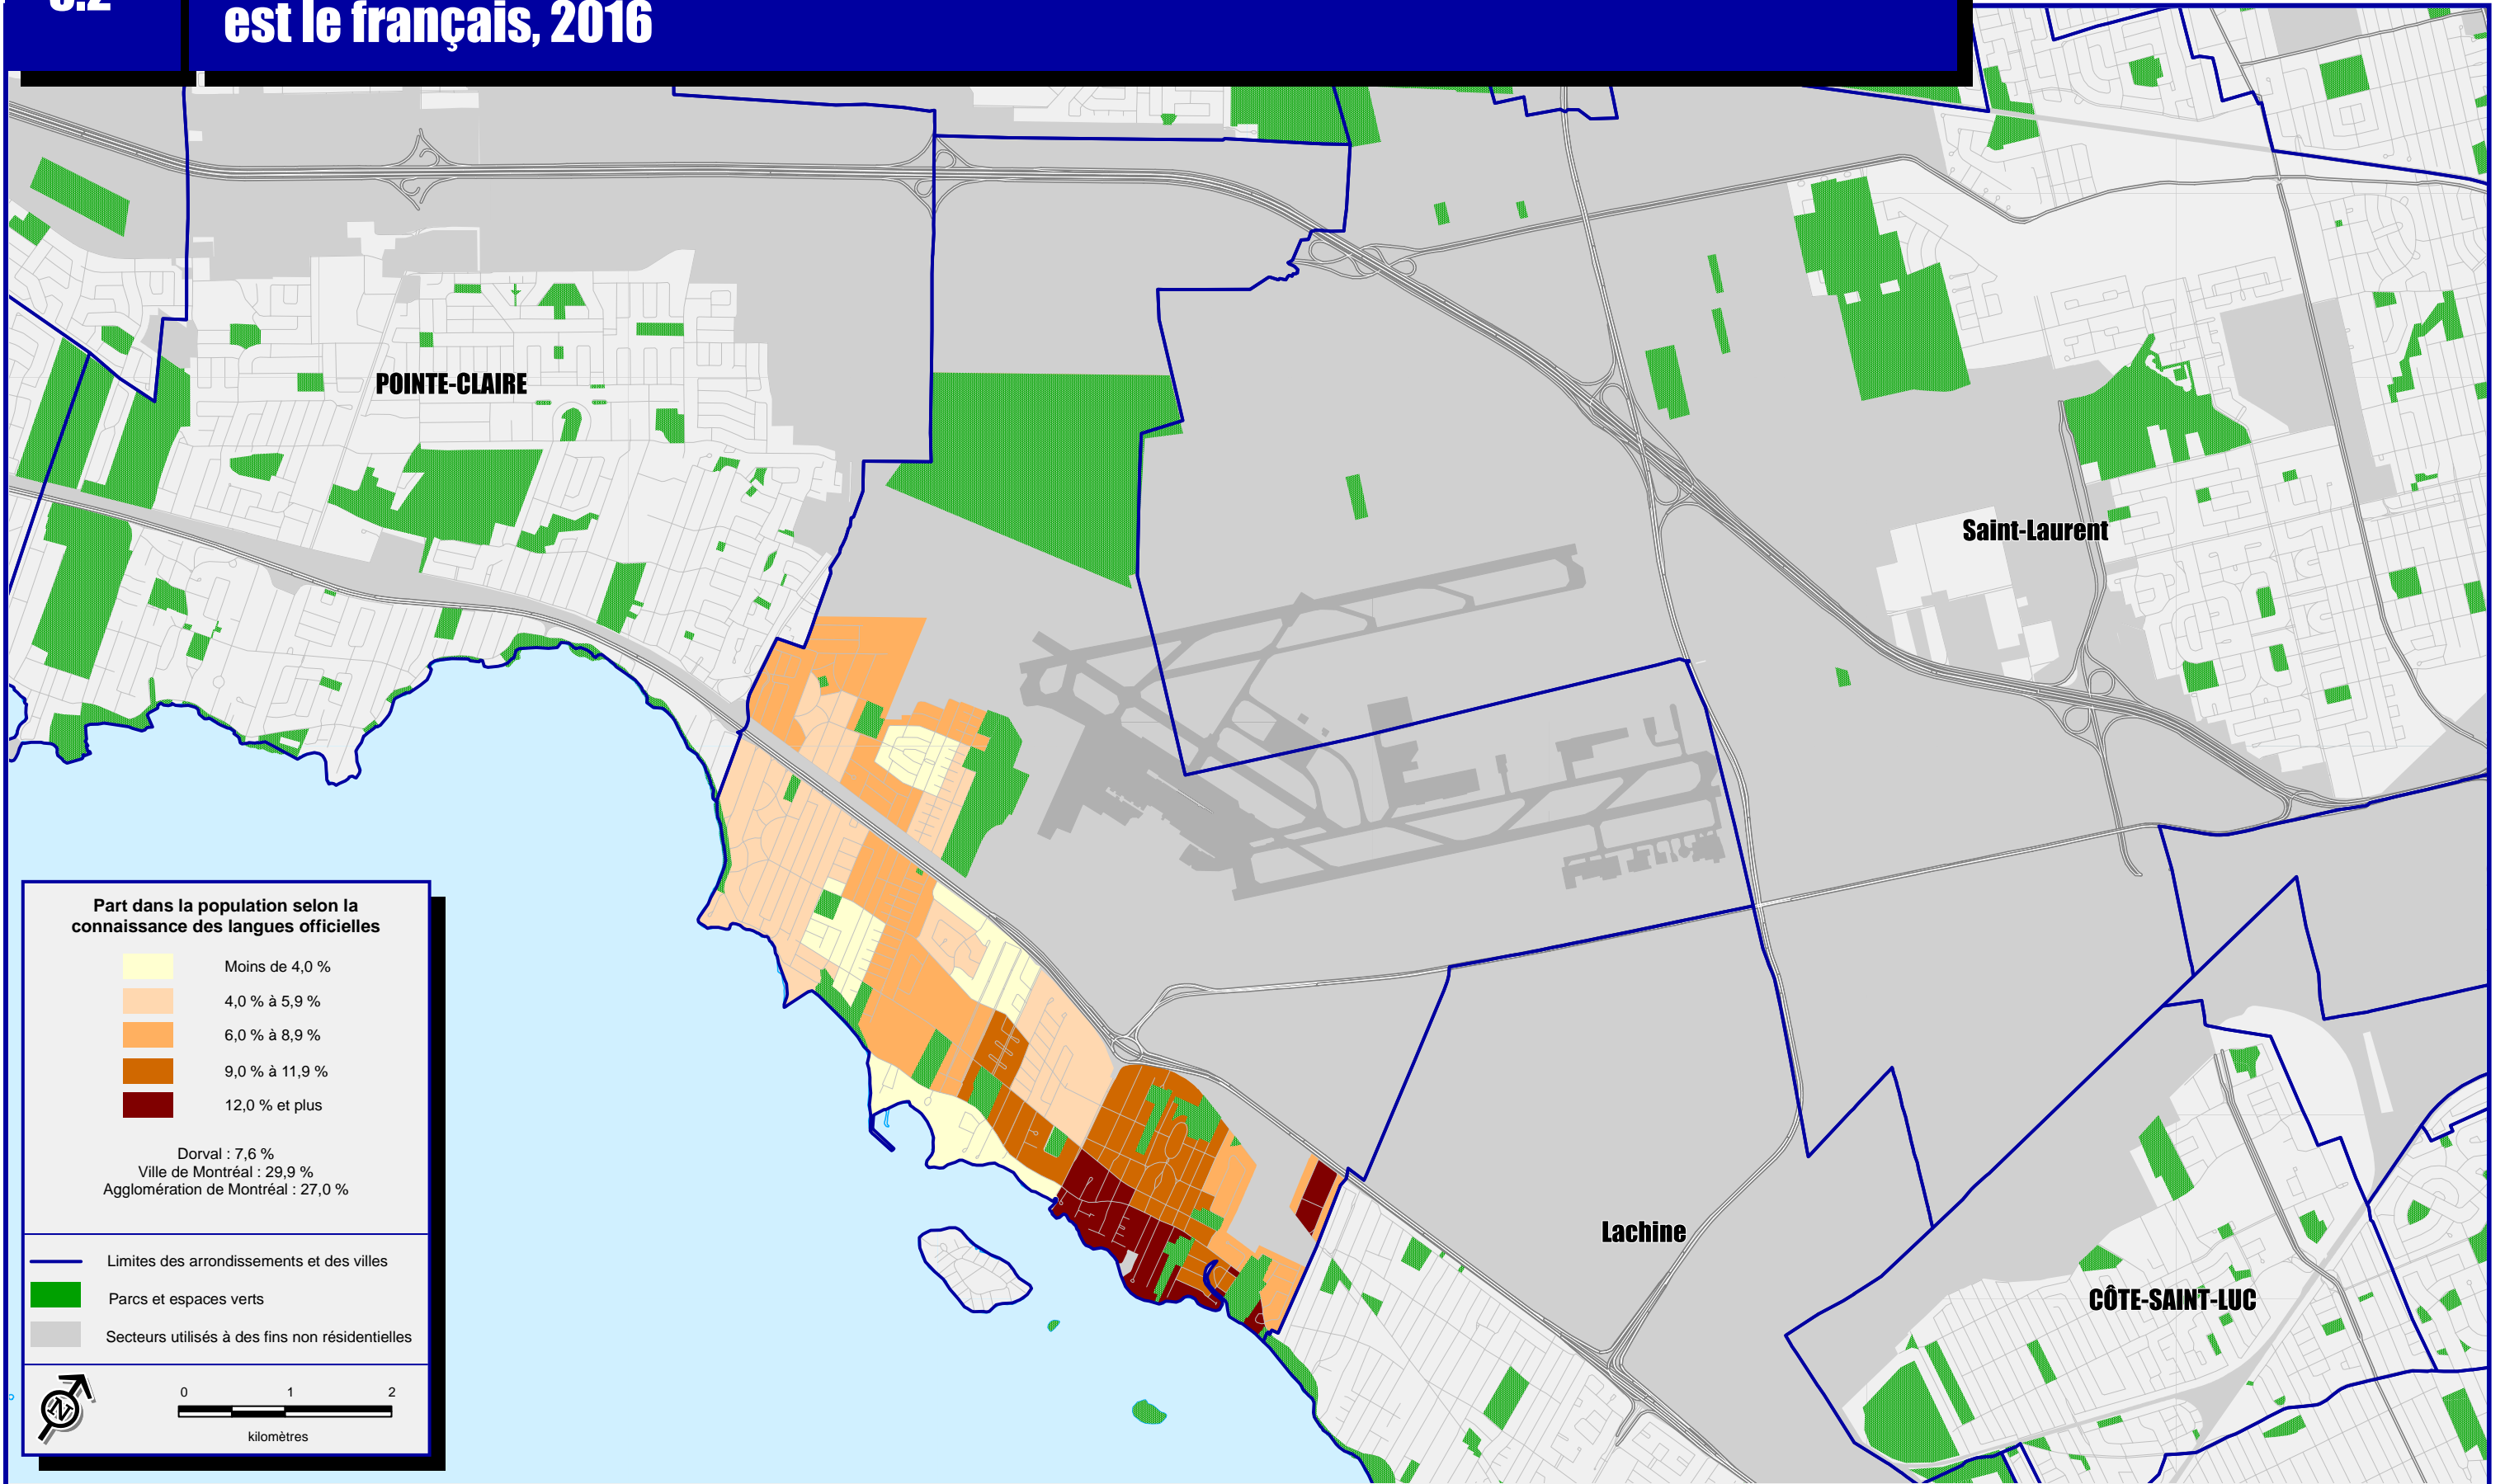 est le français, 2016
POINTE-CLAIRE
Saint-Laurent
Lachine
CÔTE-SAINT-LUC
Part dans la population selon la
connaissance des langues officielles
Moins de 4,0 %
4,0 % à 5,9 %
6,0 % à 8,9 %
9,0 % à 11,9 %
12,0 % et plus
Dorval : 7,6 %
Ville de Montréal : 29,9 %
Agglomération de Montréal : 27,0 %
Limites des arrondissements et des villes
Parcs et espaces verts
Secteurs utilisés à des fins non résidentielles
N
0 1 2
kilomètres